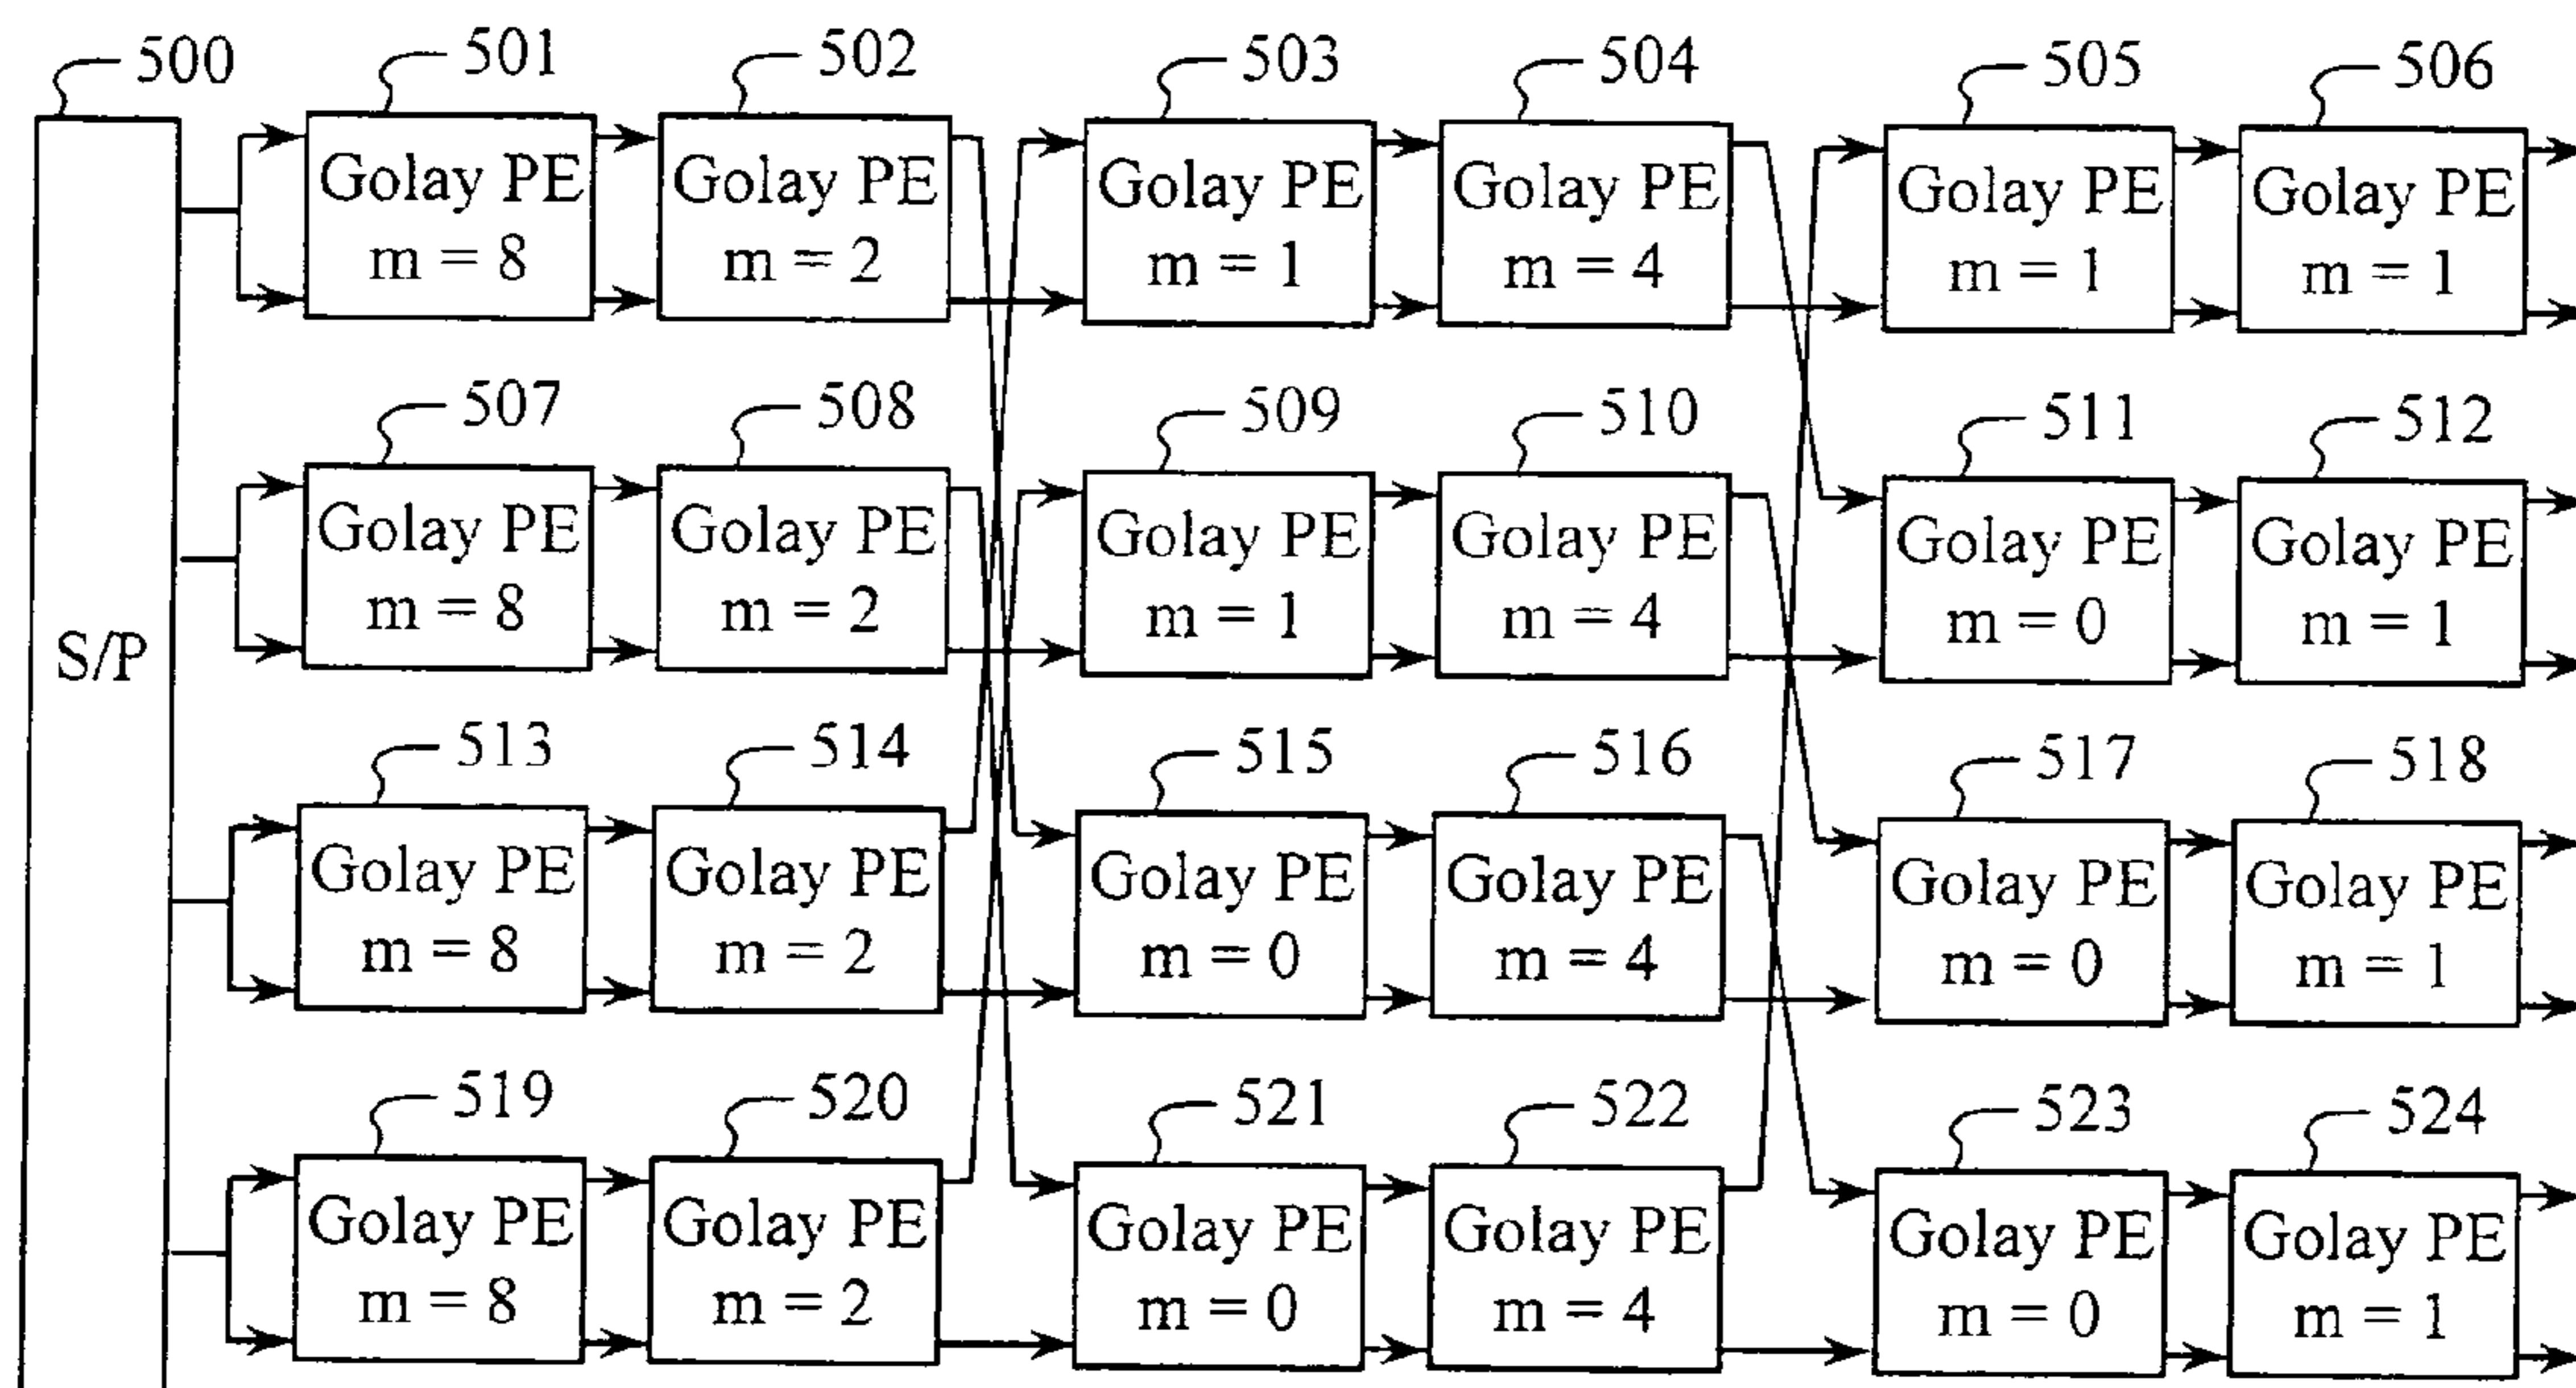 500 501 502 503 504 505 506
Golay PE Golay PE Golay PE Golay PE Golay PE Golay PE
m = 8 m = 2 m = 1 m = 4 m = 1 m = 1
507 508 509 510 511 512
Golay PE Golay PE Golay PE Golay PE Golay PE Golay PE
m = 8 m = 2 m = 1 m = 4 m = 0 m = 1
S/P
513 514 515 516 517 518
Golay PE Golay PE Golay PE Golay PE Golay PE Golay PE
m = 8 m = 2 m = 0 m = 4 m = 0 m = 1
519 520 521 522 523 524
Golay PE Golay PE Golay PE Golay PE Golay PE Golay PE
m = 8 m = 2 m = 0 m = 4 m = 0 m = 1